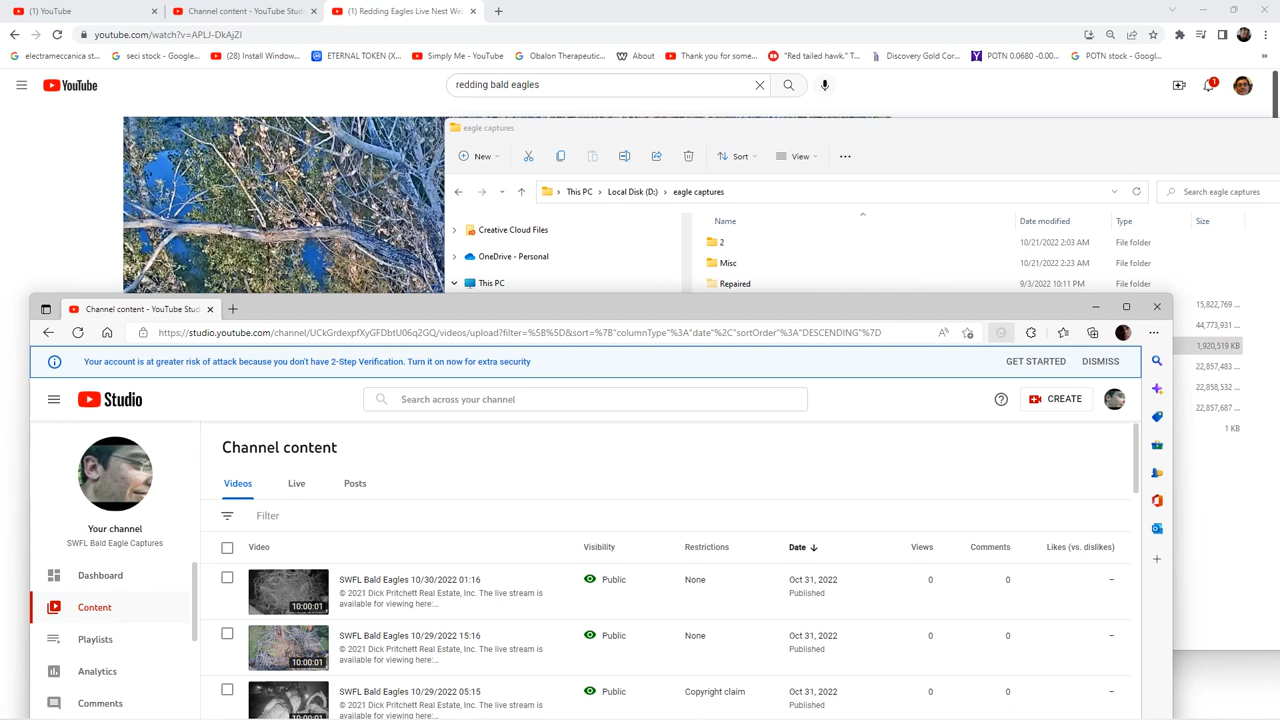 (1) YouTube
Channel content - YouTube Stud
(1) Redding Eagles Live Nest We
youtube.com/watch?v=APLJ-DkAjZI
electrameccanica st...
seci stock - Google...
(28) Install Window...
ETERNAL TOKEN (X...
Simply Me - YouTube
Obalon Therapeutic...
About
Thank you for some...
"Red tailed hawk." T...
Discovery Gold Cor...
POTN 0.0680 -0.00...
POTN stock - Googl...
YouTube
redding bald eagles
1
eagle captures
New
Sort
View
This PC > Local Disk (D:) > eagle captures
Search eagle captures
Name
Date modified
Type
Size
Creative Cloud Files
OneDrive - Personal
This PC
2
10/21/2022 2:03 AM
File folder
Misc
10/21/2022 2:23 AM
File folder
Repaired
9/3/2022 10:11 PM
File folder
15,822,769 ...
44,773,931 ...
1,920,519 KB
22,857,483 ...
22,858,532 ...
22,857,687 ...
1 KB
Channel content - YouTube Studi
https://studio.youtube.com/channel/UCkGrdexpfXyGFDbtU06q2GQ/videos/upload?filter=%5B%5D&sort=%7B"columnType"%3A"date"%2C"sortOrder"%3A"DESCENDING"%7D
Your account is at greater risk of attack because you don't have 2-Step Verification. Turn it on now for extra security
GET STARTED
DISMISS
Studio
Search across your channel
CREATE
Channel content
Videos
Live
Posts
Filter
Your channel
SWFL Bald Eagle Captures
Dashboard
Content
Playlists
Analytics
Comments
Video
Visibility
Restrictions
Date
Views
Comments
Likes (vs. dislikes)
10:00:01
SWFL Bald Eagles 10/30/2022 01:16
© 2021 Dick Pritchett Real Estate, Inc. The live stream is
available for viewing here:...
Public
None
Oct 31, 2022
Published
0
0
–
10:00:01
SWFL Bald Eagles 10/29/2022 15:16
© 2021 Dick Pritchett Real Estate, Inc. The live stream is
available for viewing here:...
Public
None
Oct 31, 2022
Published
0
0
–
10:00:01
SWFL Bald Eagles 10/29/2022 05:15
© 2021 Dick Pritchett Real Estate, Inc. The live stream is
available for viewing here:...
Public
Copyright claim
Oct 31, 2022
Published
0
0
–